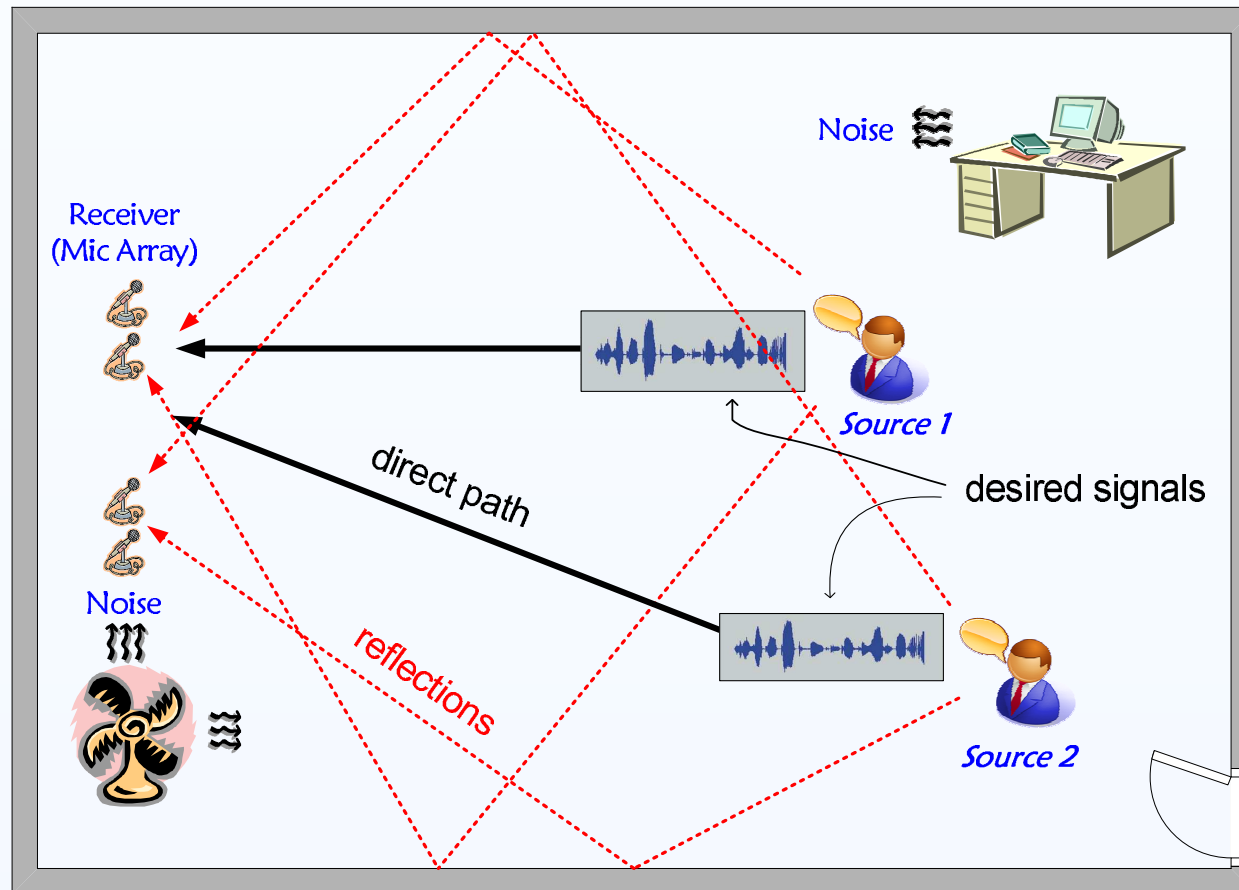 Noise
Receiver
(Mic Array)
Source 1
direct path
desired signals
Noise
reflections
Source 2